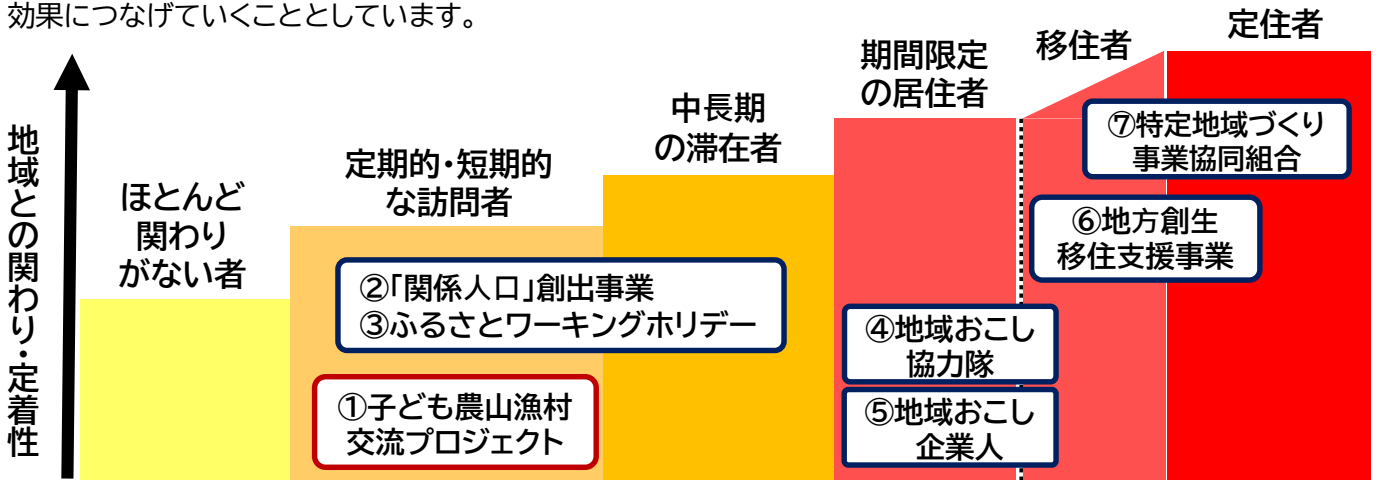 効果につなげていくこととしています。
地域との関わり・定着性
ほとんど
関わり
がない者
定期的・短期的
な訪問者
中長期
の滞在者
期間限定
の居住者
移住者
定住者
①子ども農山漁村
交流プロジェクト
②「関係人口」創出事業
③ふるさとワーキングホリデー
④地域おこし
協力隊
⑤地域おこし
企業人
⑥地方創生
移住支援事業
⑦特定地域づくり
事業協同組合